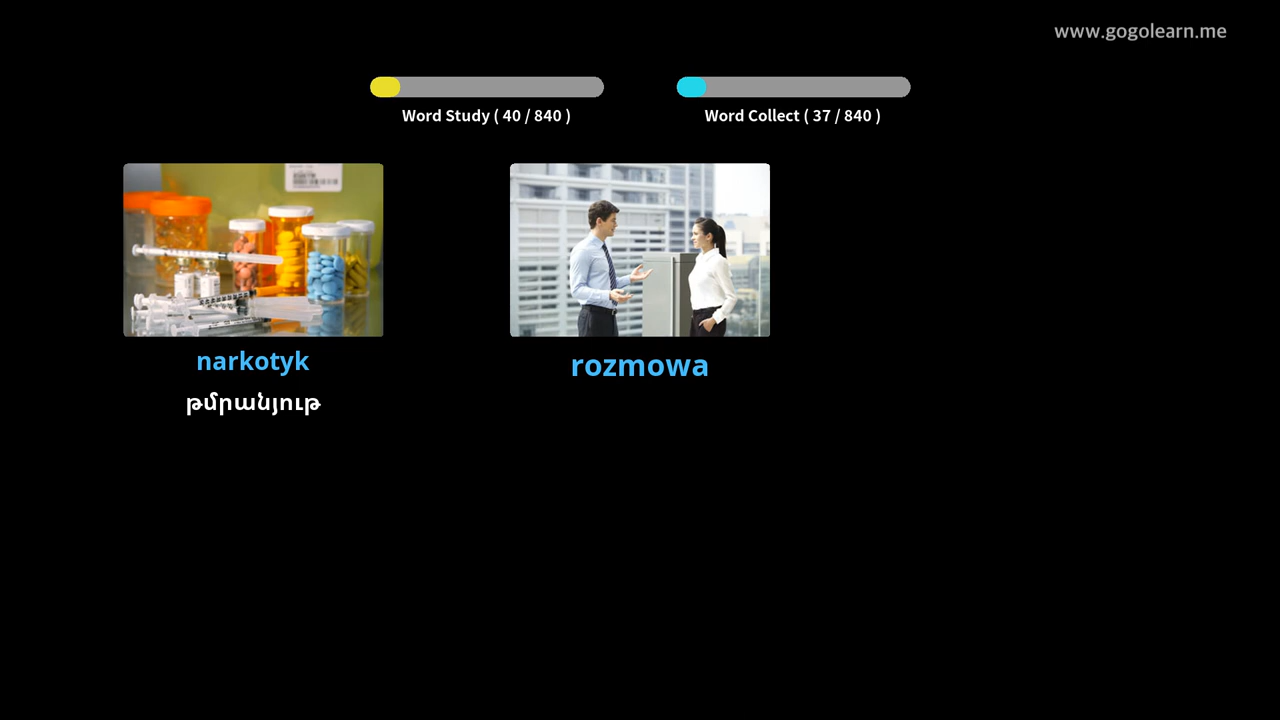 www.gogolearn.me
Word Study ( 40 / 840 )
Word Collect ( 37 / 840 )
narkotyk
թմրանյութ
rozmowa